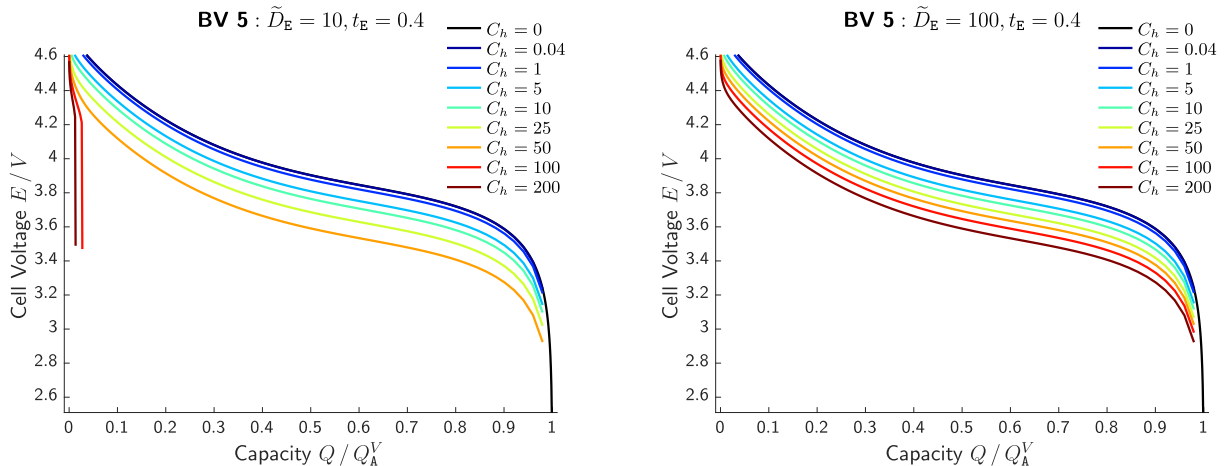 BV 5 : D̃_E = 10, t_E = 0.4
C_h = 0
C_h = 0.04
C_h = 1
C_h = 5
C_h = 10
C_h = 25
C_h = 50
C_h = 100
C_h = 200
4.6
4.4
4.2
4
3.8
3.6
3.4
3.2
3
2.8
2.6
Cell Voltage E / V
0 0.1 0.2 0.3 0.4 0.5 0.6 0.7 0.8 0.9 1
Capacity Q / Q_A^V
BV 5 : D̃_E = 100, t_E = 0.4
C_h = 0
C_h = 0.04
C_h = 1
C_h = 5
C_h = 10
C_h = 25
C_h = 50
C_h = 100
C_h = 200
4.6
4.4
4.2
4
3.8
3.6
3.4
3.2
3
2.8
2.6
Cell Voltage E / V
0 0.1 0.2 0.3 0.4 0.5 0.6 0.7 0.8 0.9 1
Capacity Q / Q_A^V